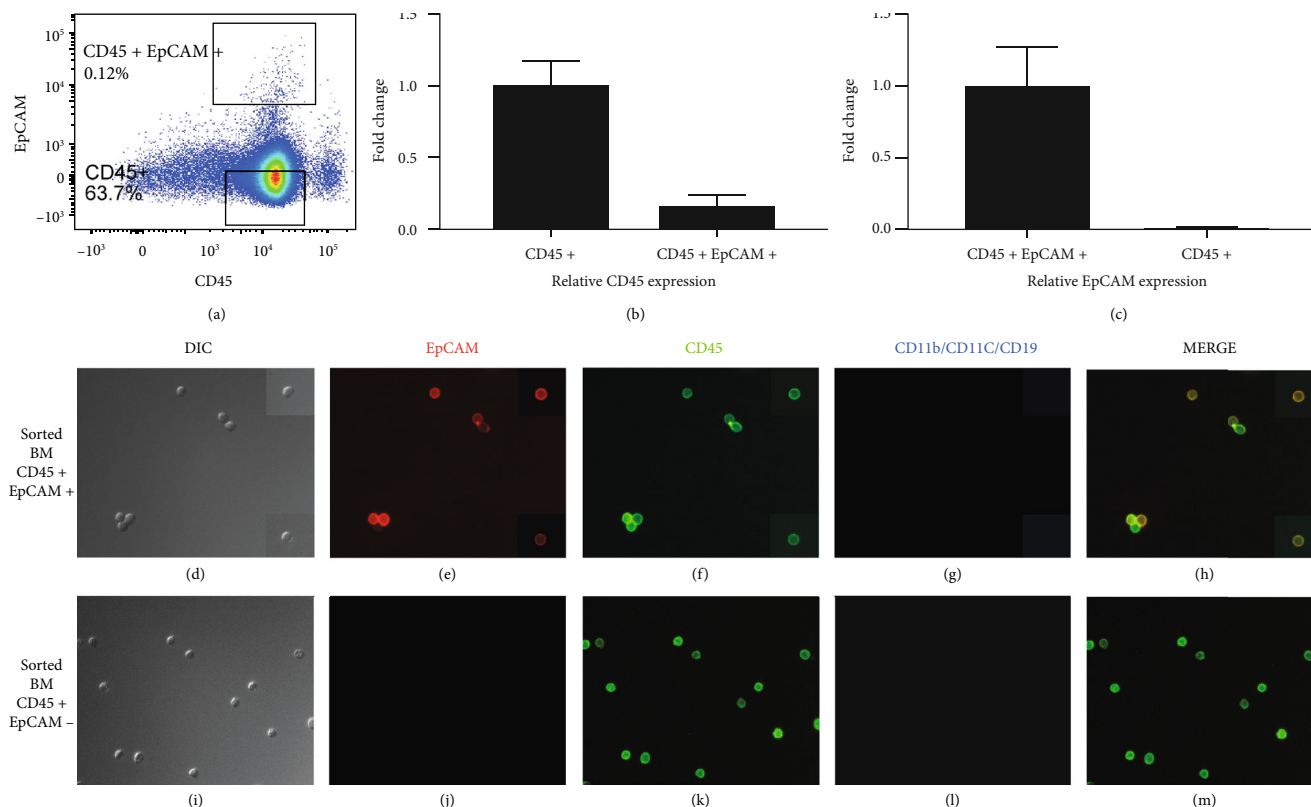 10⁵
10⁴
10³
0
−10³
EpCAM
CD45 + EpCAM +
0.12%
CD45+
63.7%
−10³ 0 10³ 10⁴ 10⁵
CD45
(a)
1.5
1.0
0.5
0.0
Fold change
CD45 + CD45 + EpCAM +
Relative CD45 expression
(b)
1.5
1.0
0.5
0.0
Fold change
CD45 + EpCAM + CD45 +
Relative EpCAM expression
(c)
DIC EpCAM CD45 CD11b/CD11C/CD19 MERGE
Sorted
BM
CD45 +
EpCAM +
(d) (e) (f) (g) (h)
Sorted
BM
CD45 +
EpCAM –
(i) (j) (k) (l) (m)